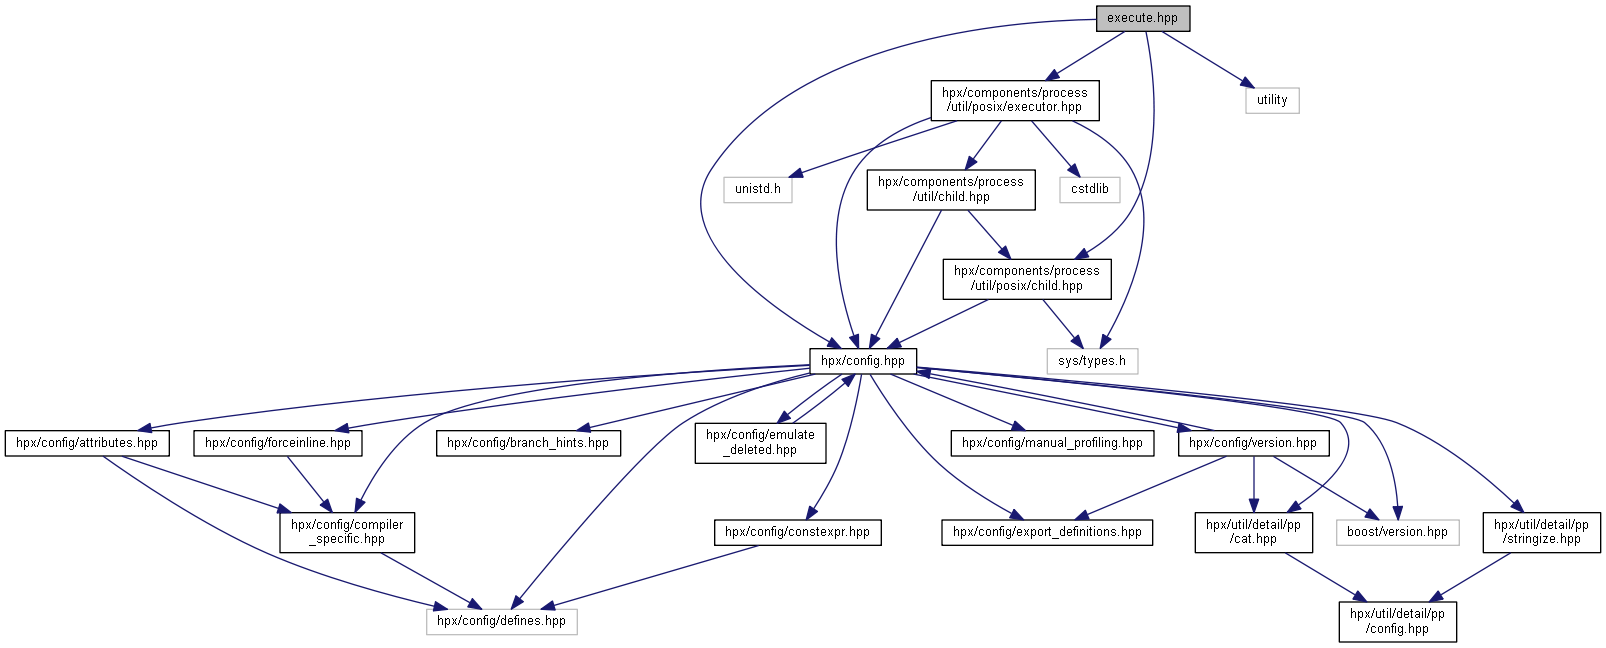 execute.hpp
hpx/components/process
/util/posix/executor.hpp
utility
unistd.h
hpx/components/process
/util/child.hpp
cstdlib
hpx/components/process
/util/posix/child.hpp
hpx/config.hpp
sys/types.h
hpx/config/attributes.hpp
hpx/config/forceinline.hpp
hpx/config/branch_hints.hpp
hpx/config/emulate
_deleted.hpp
hpx/config/manual_profiling.hpp
hpx/config/version.hpp
hpx/config/compiler
_specific.hpp
hpx/config/constexpr.hpp
hpx/config/export_definitions.hpp
hpx/util/detail/pp
/cat.hpp
boost/version.hpp
hpx/util/detail/pp
/stringize.hpp
hpx/config/defines.hpp
hpx/util/detail/pp
/config.hpp